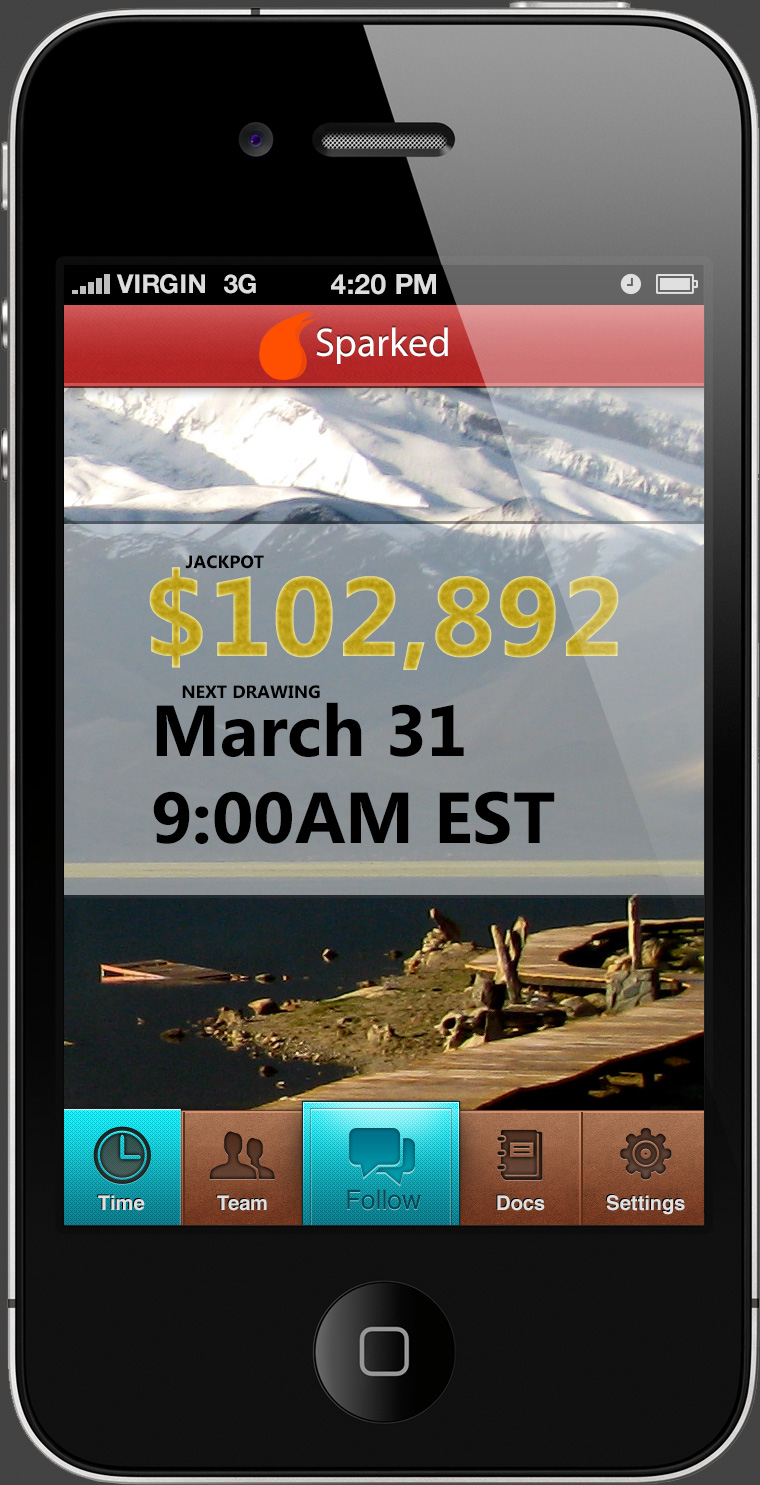 VIRGIN 3G 4:20 PM
Sparked
JACKPOT
$102,892
NEXT DRAWING
March 31
9:00AM EST
Time Team Follow Docs Settings